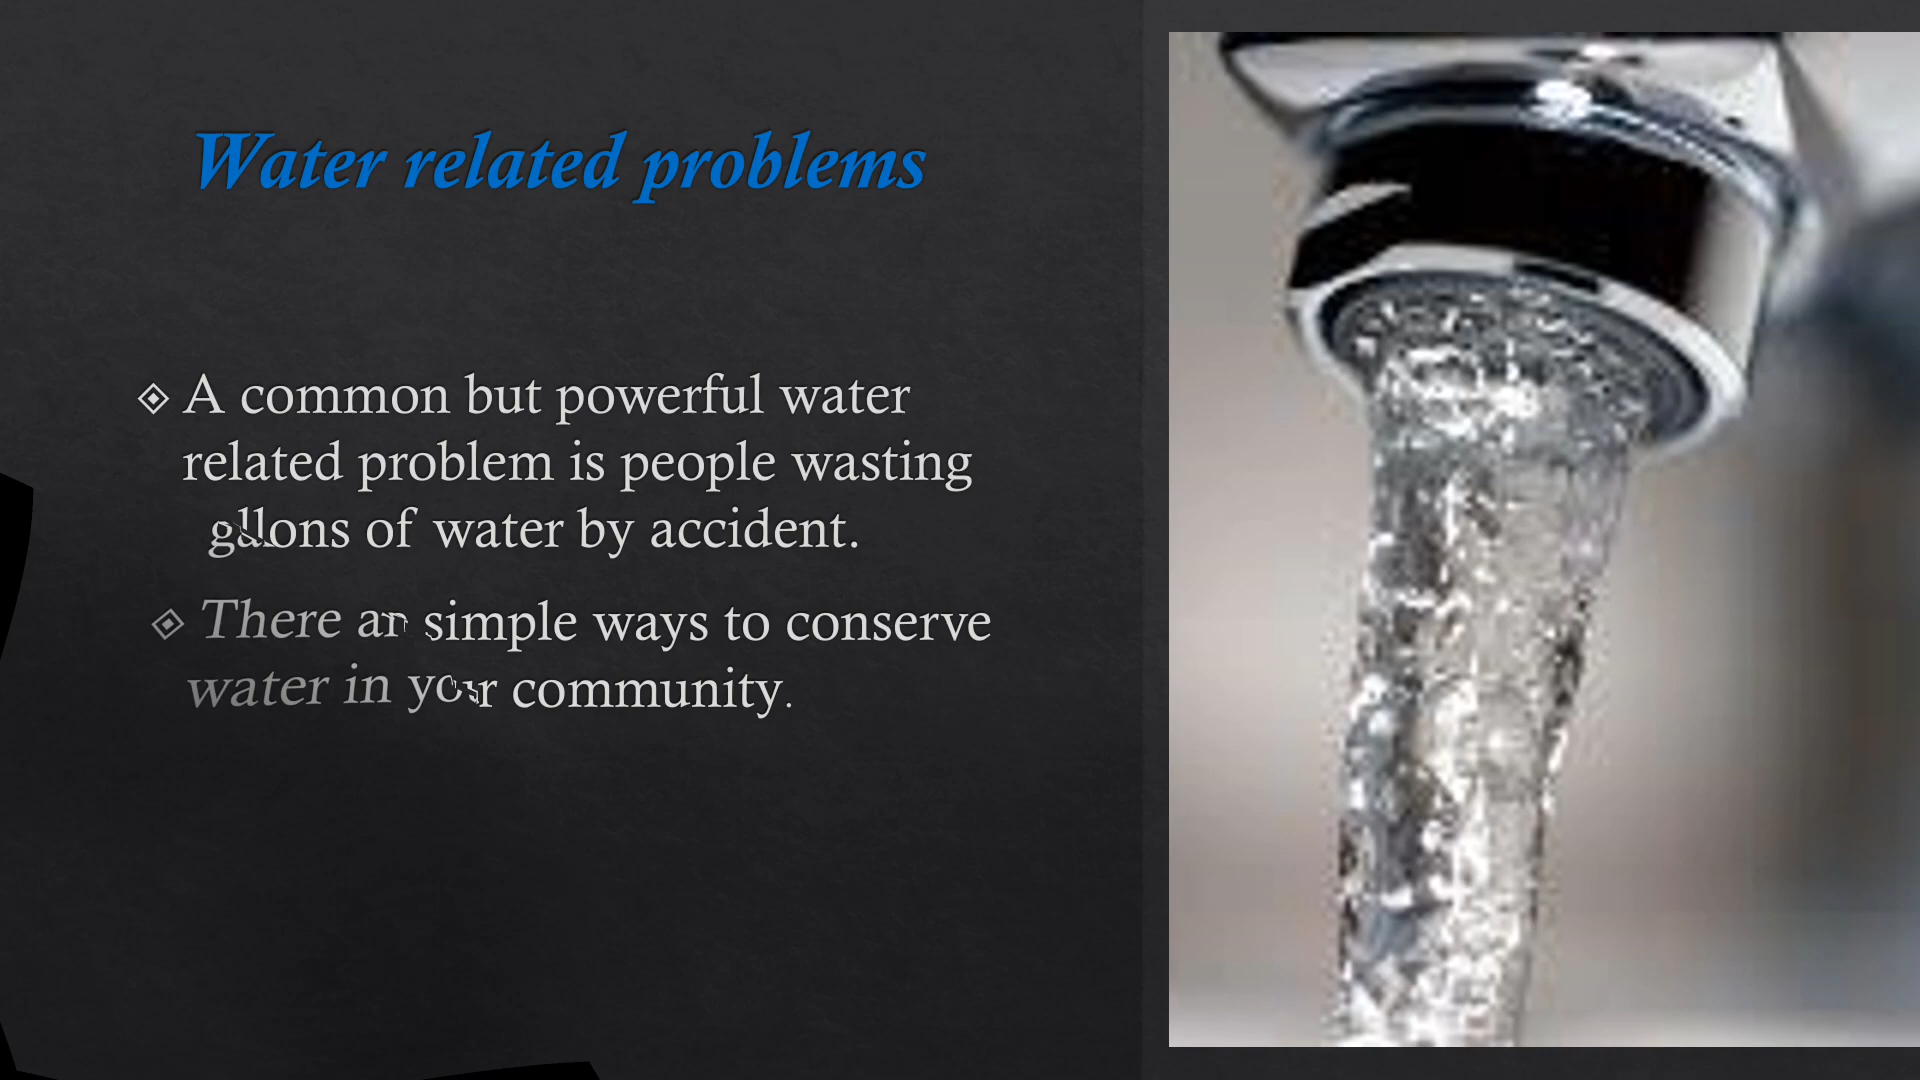 Water related problems
A common but powerful water
related problem is people wasting
gallons of water by accident.
There are simple ways to conserve
water in your community.